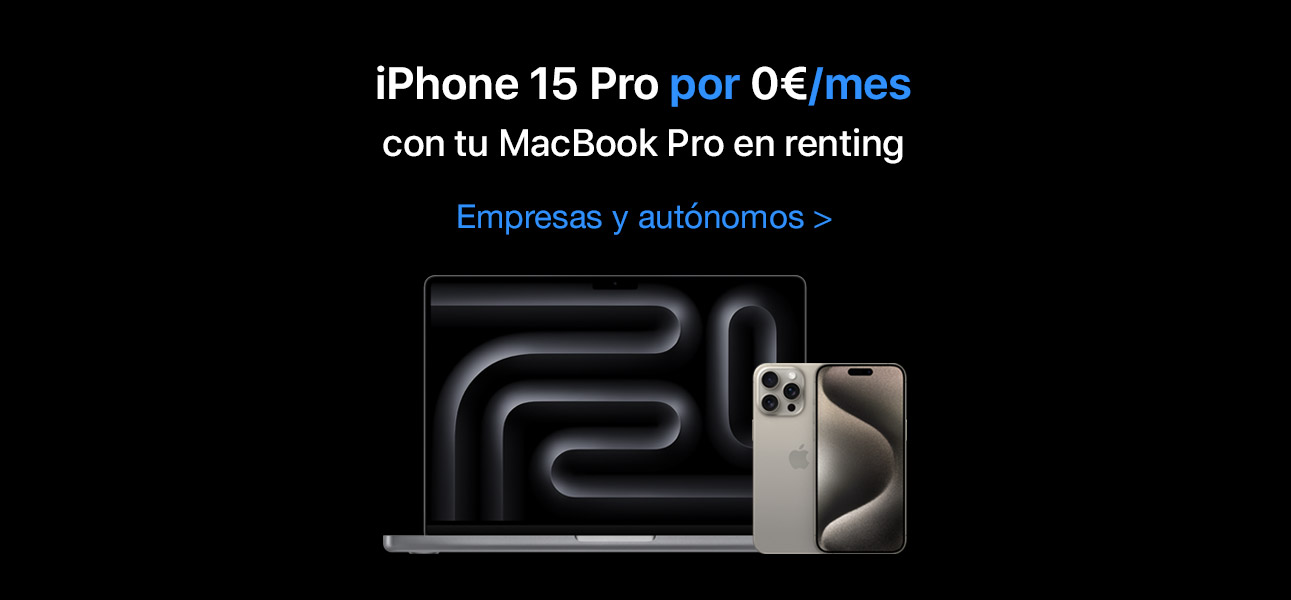 iPhone 15 Pro por 0€/mes
con tu MacBook Pro en renting
Empresas y autónomos >